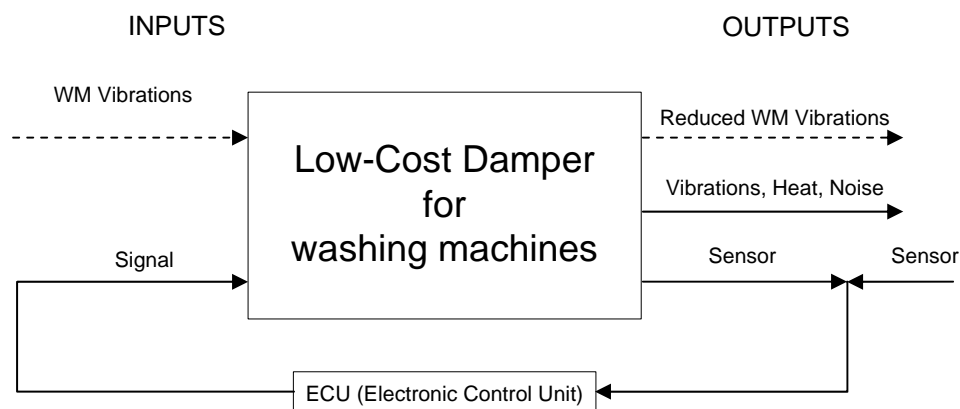 INPUTS
OUTPUTS
WM Vibrations
Reduced WM Vibrations
Low-Cost Damper
for
washing machines
Vibrations, Heat, Noise
Signal
Sensor
Sensor
ECU (Electronic Control Unit)